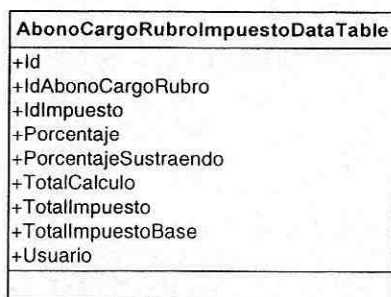 AbonoCargoRubroImpuestoDataTable
+Id
+IdAbonoCargoRubro
+IdImpuesto
+Porcentaje
+PorcentajeSustraendo
+TotalCalculo
+TotalImpuesto
+TotalImpuestoBase
+Usuario